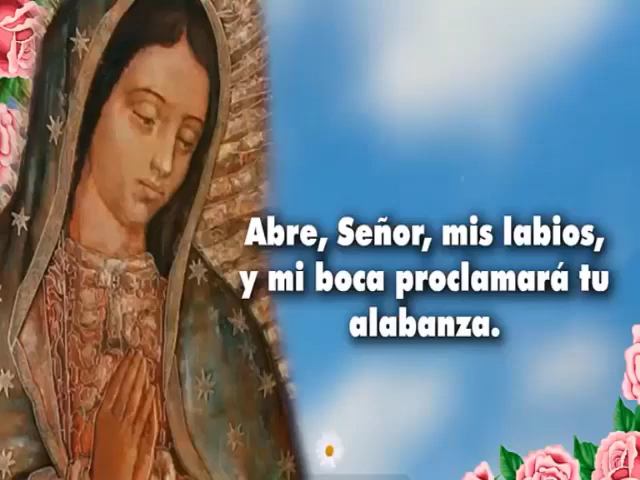 Abre, Señor, mis labios,
y mi boca proclamará tu
alabanza.